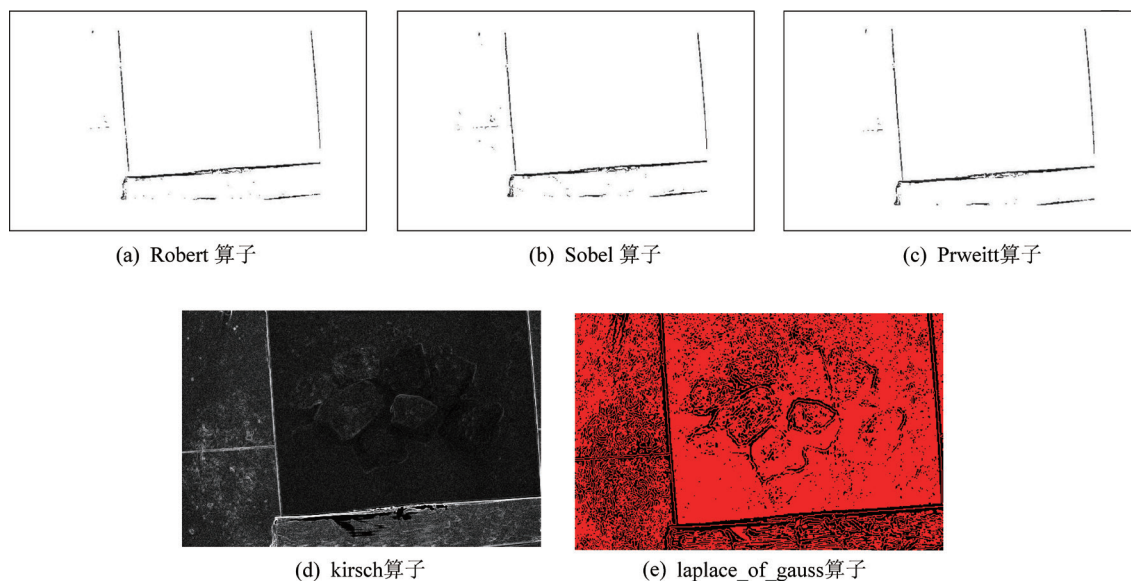 (a) Robert 算子
(b) Sobel 算子
(c) Prweitt算子
(d) kirsch算子
(e) laplace_of_gauss算子